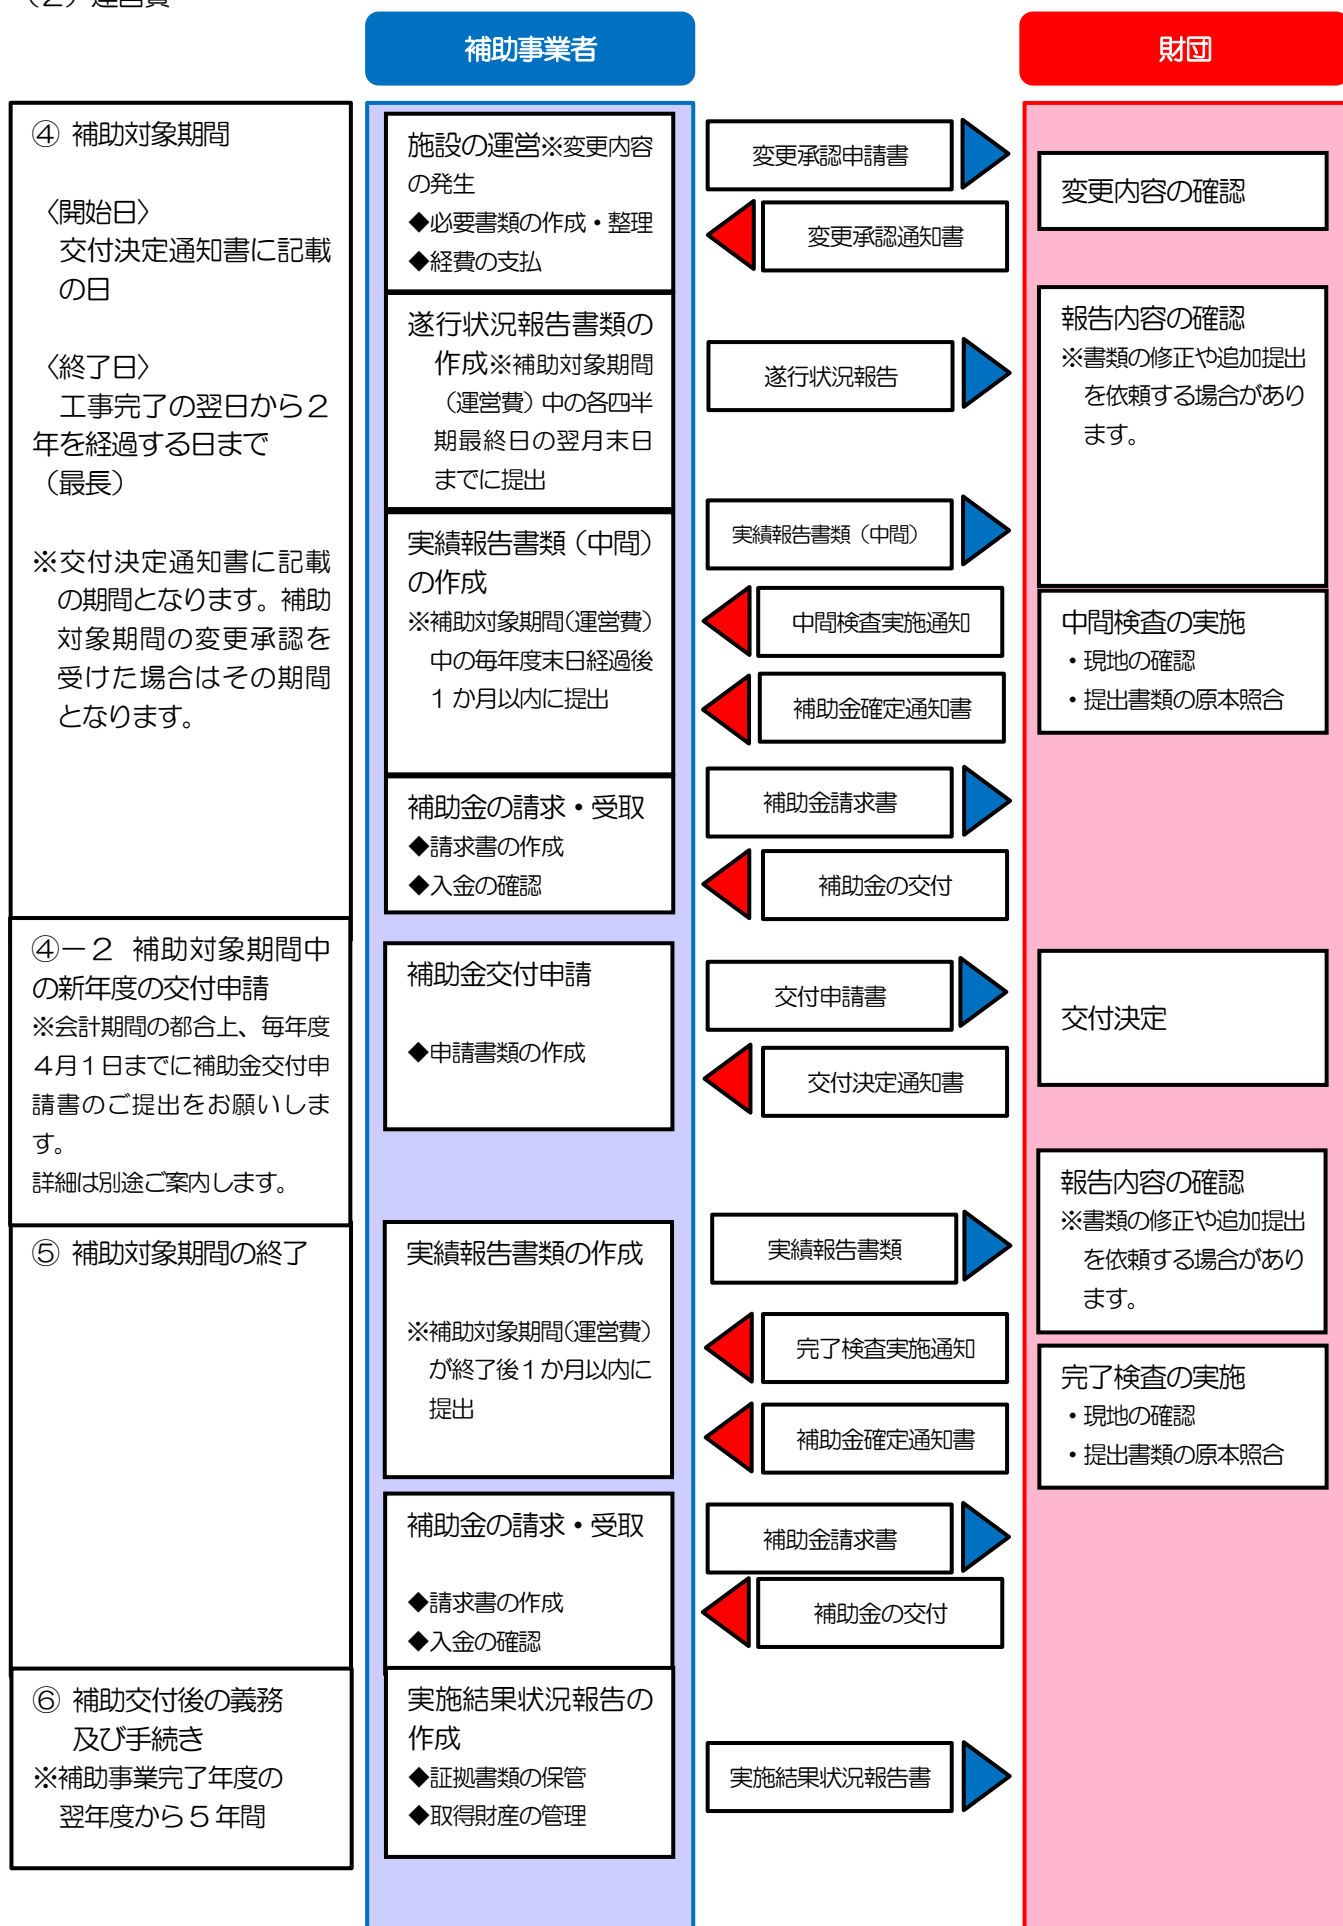 （２）運営費
補助事業者
財団
④ 補助対象期間
〈開始日〉
交付決定通知書に記載
の日
〈終了日〉
工事完了の翌日から２
年を経過する日まで
（最長）
※交付決定通知書に記載
の期間となります。補助
対象期間の変更承認を
受けた場合はその期間
となります。
施設の運営※変更内容
の発生
◆必要書類の作成・整理
◆経費の支払
変更承認申請書
変更承認通知書
変更内容の確認
遂行状況報告書類の
作成※補助対象期間
（運営費）中の各四半
期最終日の翌月末日
までに提出
遂行状況報告
報告内容の確認
※書類の修正や追加提出
を依頼する場合があり
ます。
実績報告書類（中間）
の作成
※補助対象期間（運営費）
中の毎年度末日経過後
１か月以内に提出
実績報告書類（中間）
中間検査実施通知
補助金確定通知書
中間検査の実施
・現地の確認
・提出書類の原本照合
補助金の請求・受取
◆請求書の作成
◆入金の確認
補助金請求書
補助金の交付
④－２ 補助対象期間中
の新年度の交付申請
※会計期間の都合上、毎年度
４月１日までに補助金交付申
請書のご提出をお願いしま
す。
詳細は別途ご案内します。
補助金交付申請
◆申請書類の作成
交付申請書
交付決定通知書
交付決定
⑤ 補助対象期間の終了
実績報告書類の作成
※補助対象期間（運営費）
が終了後１か月以内に
提出
実績報告書類
完了検査実施通知
補助金確定通知書
報告内容の確認
※書類の修正や追加提出
を依頼する場合があり
ます。
完了検査の実施
・現地の確認
・提出書類の原本照合
補助金の請求・受取
◆請求書の作成
◆入金の確認
補助金請求書
補助金の交付
⑥ 補助交付後の義務
及び手続き
※補助事業完了年度の
翌年度から５年間
実施結果状況報告の
作成
◆証拠書類の保管
◆取得財産の管理
実施結果状況報告書